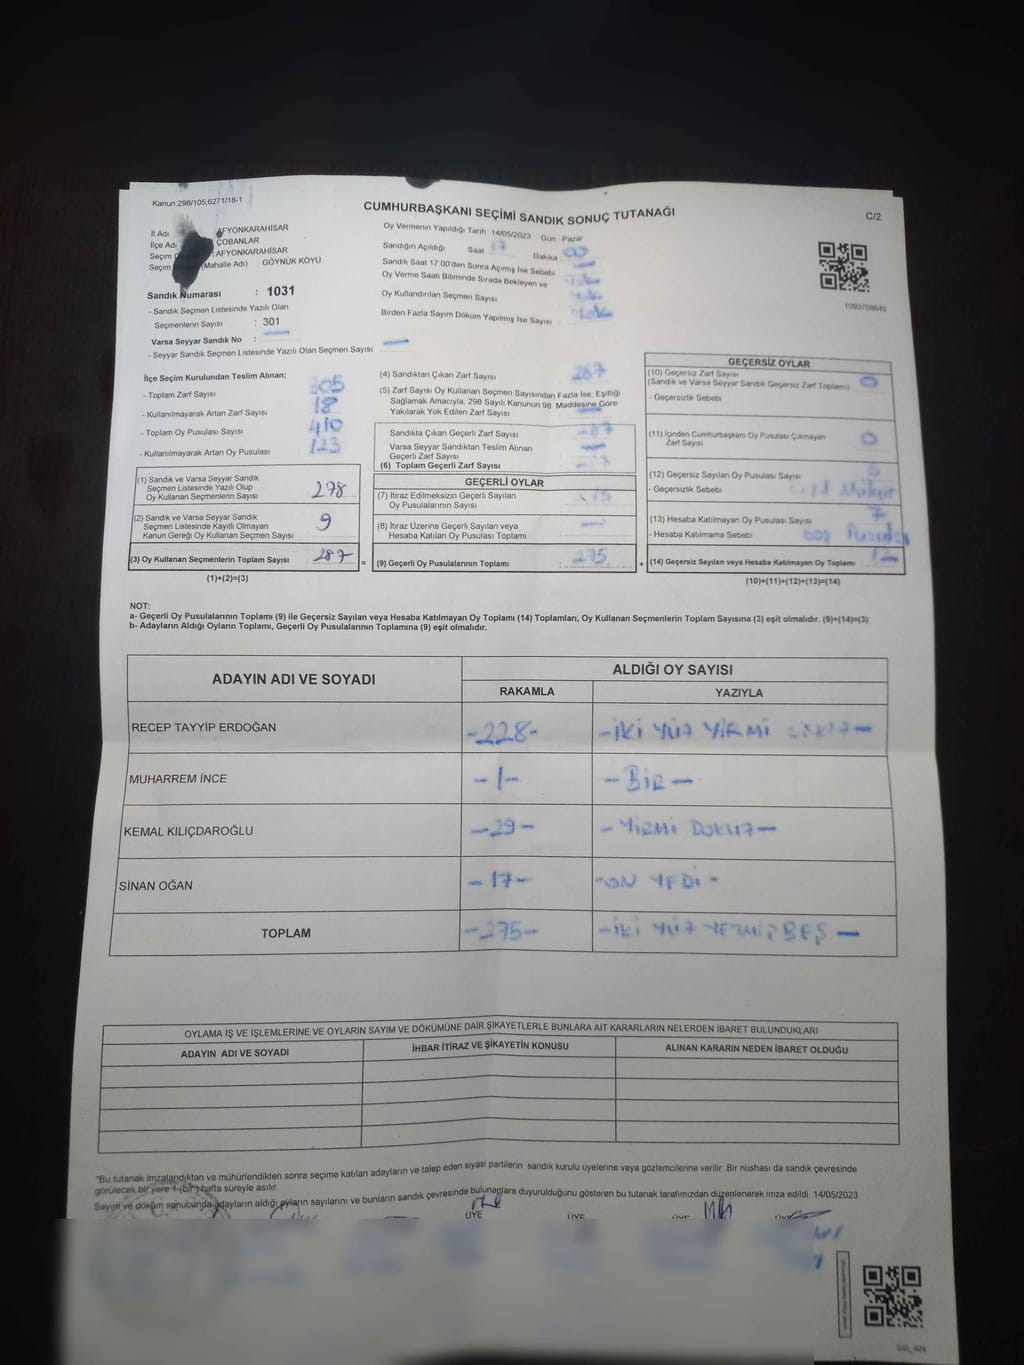 Kanun;298/105,6271/18-1
CUMHURBAŞKANI SEÇİMİ SANDIK SONUÇ TUTANAĞI
C/2
İl Adı AFYONKARAHİSAR
İlçe Adı ÇOBANLAR
Seçim :AFYONKARAHİSAR
Seçim (Mahalle Adı) : GÖYNÜK KÖYÜ
Sandık Numarası : 1031
- Sandık Seçmen Listesinde Yazılı Olan
Seçmenlerin Sayısı : 301
Varsa Seyyar Sandık No :
- Seyyar Sandık Seçmen Listesinde Yazılı Olan Seçmen Sayısı
Oy Vermenin Yapıldığı Tarih : 14/05/2023 Gün : Pazar
Sandığın Açıldığı Saat 17 Dakika 00
Sandık Saat 17.00'den Sonra Açılmış İse Sebebi
Oy Verme Saati Bitiminde Sırada Bekleyen ve
Oy Kullandırılan Seçmen Sayısı
Birden Fazla Sayım Döküm Yapılmış İse Sayısı
1093708645
İlçe Seçim Kurulundan Teslim Alınan;
- Toplam Zarf Sayısı 305
- Kullanılmayarak Artan Zarf Sayısı 18
- Toplam Oy Pusulası Sayısı 410
- Kullanılmayarak Artan Oy Pusulası 123
(1) Sandık ve Varsa Seyyar Sandık
Seçmen Listesinde Yazılı Olup
Oy Kullanan Seçmenlerin Sayısı 278
(2) Sandık ve Varsa Seyyar Sandık
Seçmen Listesinde Kayıtlı Olmayan
Kanun Gereği Oy Kullanan Seçmen Sayısı 9
(3) Oy Kullanan Seçmenlerin Toplam Sayısı 287
(1)+(2)=(3)
(4) Sandıktan Çıkan Zarf Sayısı 287
(5) Zarf Sayısı Oy Kullanan Seçmen Sayısından Fazla İse, Eşitliği
Sağlamak Amacıyla, 298 Sayılı Kanunun 98. Maddesine Göre
Yakılarak Yok Edilen Zarf Sayısı
Sandıkta Çıkan Geçerli Zarf Sayısı
Varsa Seyyar Sandıktan Teslim Alınan
Geçerli Zarf Sayısı
(6) Toplam Geçerli Zarf Sayısı
GEÇERLİ OYLAR
(7) İtiraz Edilmeksizin Geçerli Sayılan
Oy Pusulalarının Sayısı
(8) İtiraz Üzerine Geçerli Sayılan veya
Hesaba Katılan Oy Pusulası Toplamı
= (9) Geçerli Oy Pusulalarının Toplamı : 275
GEÇERSİZ OYLAR
(10) Geçersiz Zarf Sayısı
(Sandık ve Varsa Seyyar Sandık Geçersiz Zarf Toplamı) 0
- Geçersizlik Sebebi
(11) İçinden Cumhurbaşkanı Oy Pusulası Çıkmayan
Zarf Sayısı 0
(12) Geçersiz Sayılan Oy Pusulası Sayısı
- Geçersizlik Sebebi
(13) Hesaba Katılmayan Oy Pusulası Sayısı 7
- Hesaba Katılmama Sebebi
+ (14) Geçersiz Sayılan veya Hesaba Katılmayan Oy Toplamı 12
(10)+(11)+(12)+(13)=(14)
NOT:
a- Geçerli Oy Pusulalarının Toplamı (9) ile Geçersiz Sayılan veya Hesaba Katılmayan Oy Toplamı (14) Toplamları, Oy Kullanan Seçmenlerin Toplam Sayısına (3) eşit olmalıdır. (9)+(14)=(3)
b- Adayların Aldığı Oyların Toplamı, Geçerli Oy Pusulalarının Toplamına (9) eşit olmalıdır.
ADAYIN ADI VE SOYADI
ALDIĞI OY SAYISI
RAKAMLA YAZIYLA
RECEP TAYYİP ERDOĞAN -228- -İKİ YÜZ YİRMİ SEKİZ-
MUHARREM İNCE -1- -BİR-
KEMAL KILIÇDAROĞLU -29- -YİRMİ DOKUZ-
SİNAN OĞAN -17- -ON YEDİ-
TOPLAM -275- -İKİ YÜZ YETMİŞ BEŞ-
OYLAMA İŞ VE İŞLEMLERİNE VE OYLARIN SAYIM VE DÖKÜMÜNE DAİR ŞİKAYETLERLE BUNLARA AİT KARARLARIN NELERDEN İBARET BULUNDUKLARI
ADAYIN ADI VE SOYADI İHBAR İTİRAZ VE ŞİKAYETİN KONUSU ALINAN KARARIN NEDEN İBARET OLDUĞU
*Bu tutanak imzalandıktan ve mühürlendikten sonra seçime katılan adayların ve talep eden siyasi partilerin sandık kurulu üyelerine veya gözlemcilerine verilir. Bir nüshası da sandık çevresinde
görülecek bir yere 1 (bir) hafta süreyle asılır.
Sayım ve döküm sonucunda adayların aldığı oyların sayılarını ve bunların sandık çevresinde bulunanlara duyurulduğunu gösteren bu tutanak tarafımızdan düzenlenerek imza edildi. 14/05/2023
ÜYE ÜYE ÜYE